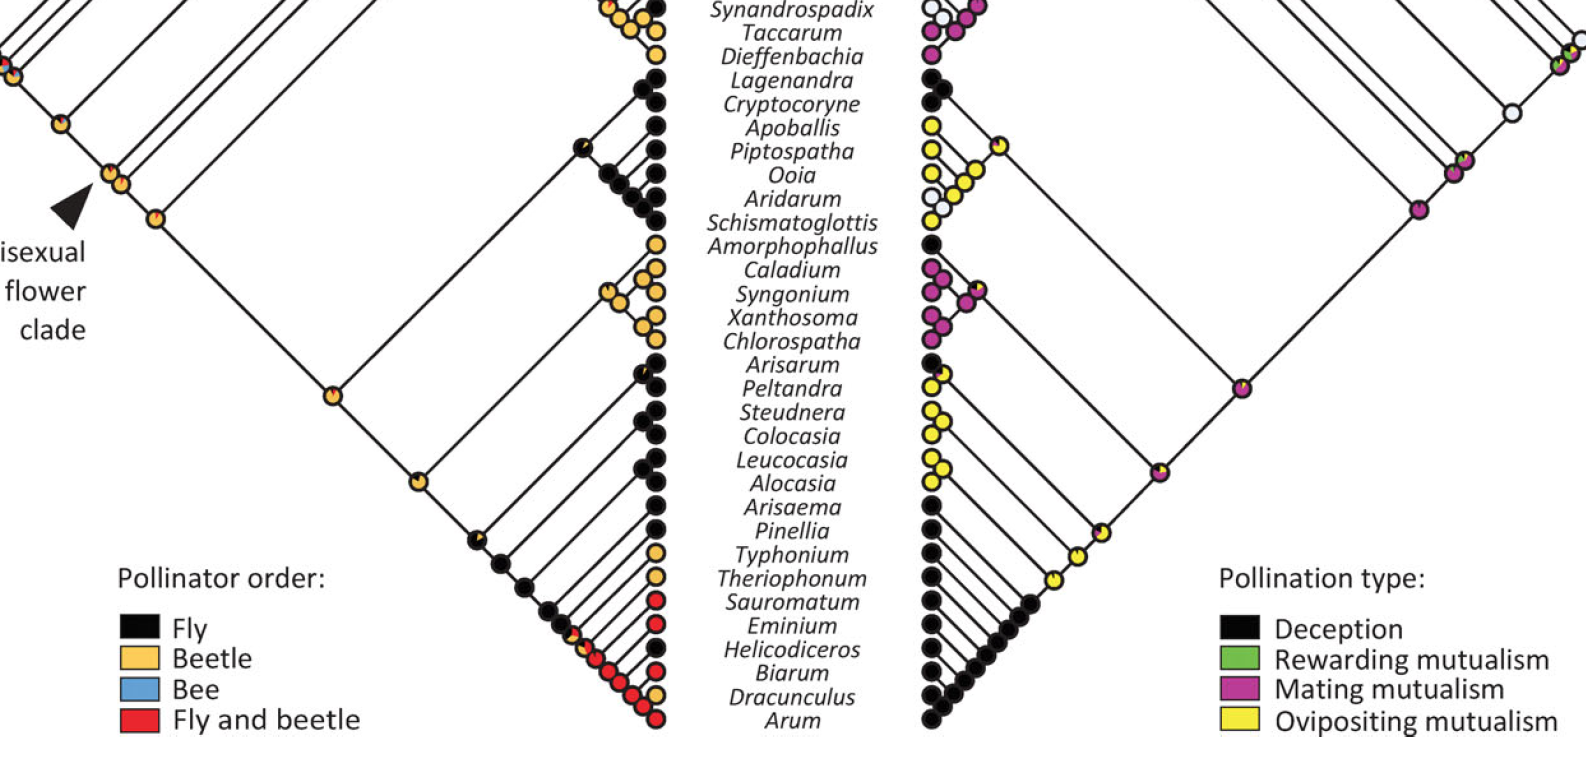 Synandrospadix
Taccarum
Dieffenbachia
Lagenandra
Cryptocoryne
Apoballis
Piptospatha
Ooia
Aridarum
Schismatoglottis
Amorphophallus
Caladium
Syngonium
Xanthosoma
Chlorospatha
Arisarum
Peltandra
Steudnera
Colocasia
Leucocasia
Alocasia
Arisaema
Pinellia
Typhonium
Theriophonum
Sauromatum
Eminium
Helicodiceros
Biarum
Dracunculus
Arum
isexual
flower
clade
Pollinator order:
Fly
Beetle
Bee
Fly and beetle
Pollination type:
Deception
Rewarding mutualism
Mating mutualism
Ovipositing mutualism